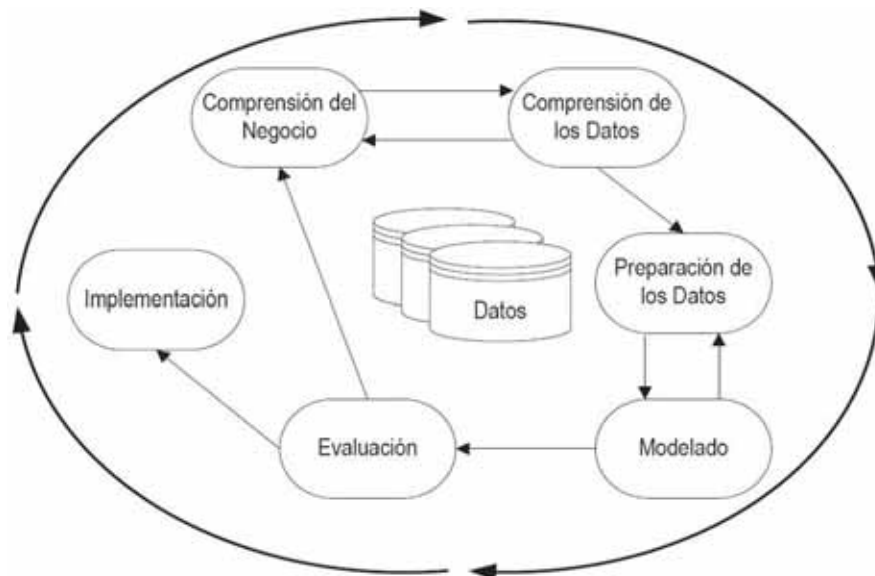 Comprensión del
Negocio
Comprensión de
los Datos
Preparación de
los Datos
Implementación
Datos
Evaluación
Modelado